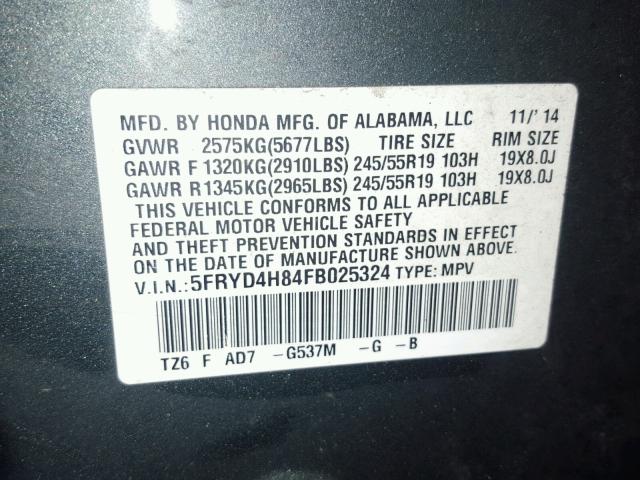 MFD. BY HONDA MFG. OF ALABAMA, LLC 11/'14
GVWR 2575KG(5677LBS) TIRE SIZE RIM SIZE
GAWR F 1320KG(2910LBS) 245/55R19 103H 19X8.0J
GAWR R 1345KG(2965LBS) 245/55R19 103H 19X8.0J
THIS VEHICLE CONFORMS TO ALL APPLICABLE
FEDERAL MOTOR VEHICLE SAFETY
AND THEFT PREVENTION STANDARDS IN EFFECT
ON THE DATE OF MANUFACTURE SHOWN ABOVE.
V.I.N.:5FRYD4H84FB025324 TYPE: MPV
TZ6 F AD7 -G537M -G -B